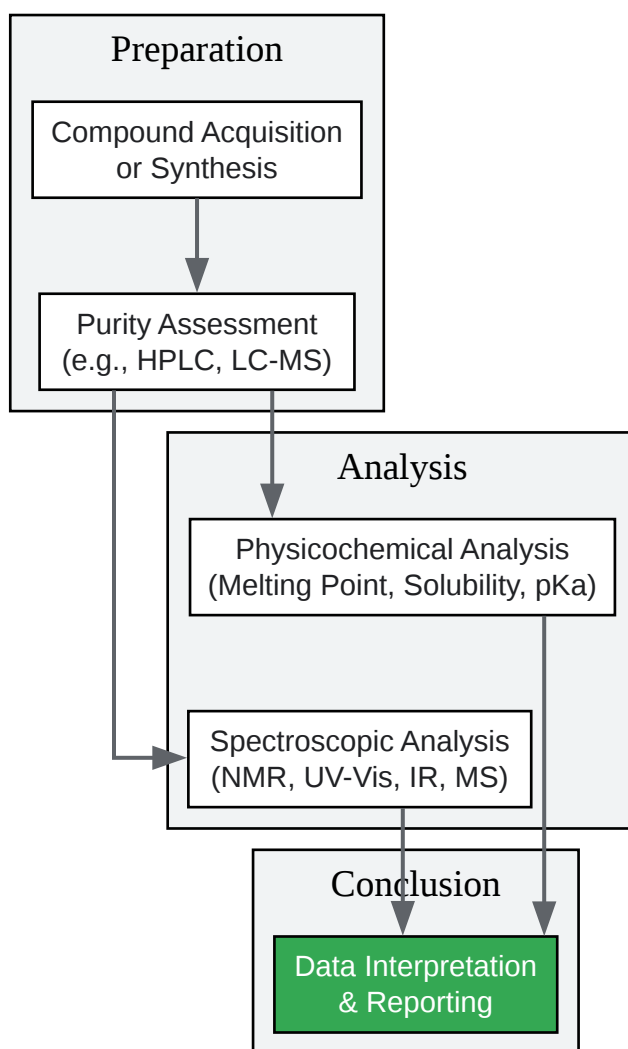 Preparation
Compound Acquisition
or Synthesis
Purity Assessment
(e.g., HPLC, LC-MS)
Analysis
Physicochemical Analysis
(Melting Point, Solubility, pKa)
Spectroscopic Analysis
(NMR, UV-Vis, IR, MS)
Conclusion
Data Interpretation
& Reporting